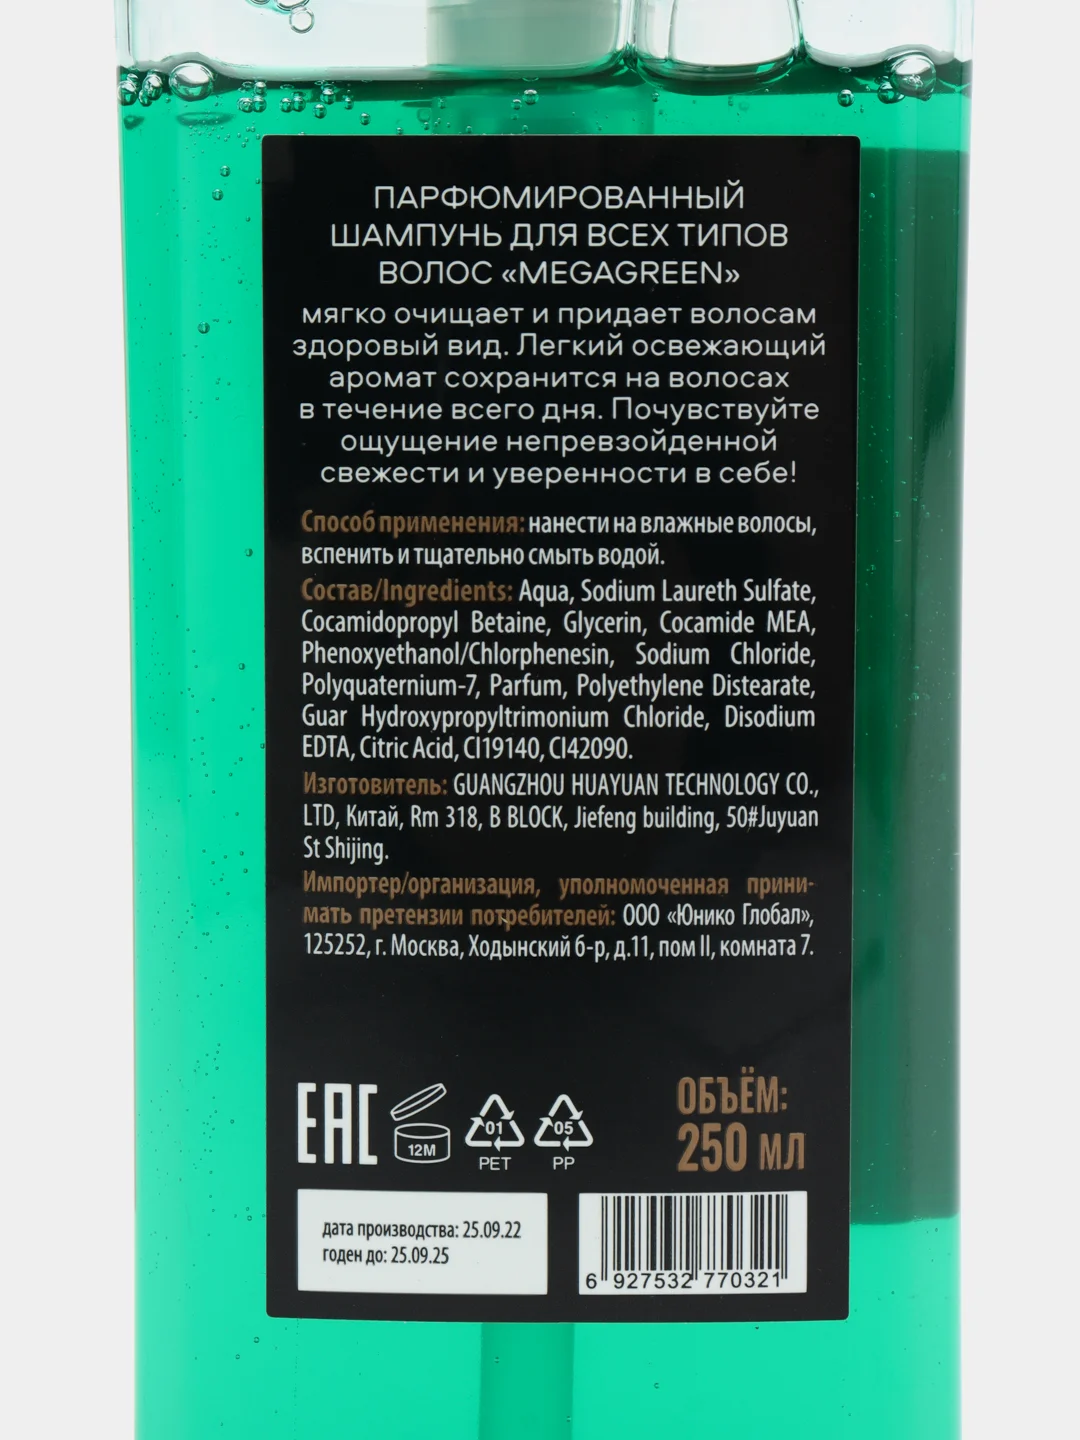 ПАРФЮМИРОВАННЫЙ
ШАМПУНЬ ДЛЯ ВСЕХ ТИПОВ
ВОЛОС «MEGAGREEN»
мягко очищает и придает волосам
здоровый вид. Легкий освежающий
аромат сохранится на волосах
в течение всего дня. Почувствуйте
ощущение непревзойденной
свежести и уверенности в себе!
Способ применения: нанести на влажные волосы,
вспенить и тщательно смыть водой.
Состав/Ingredients: Aqua, Sodium Laureth Sulfate,
Cocamidopropyl Betaine, Glycerin, Cocamide MEA,
Phenoxyethanol/Chlorphenesin, Sodium Chloride,
Polyquaternium-7, Parfum, Polyethylene Distearate,
Guar Hydroxypropyltrimonium Chloride, Disodium
EDTA, Citric Acid, CI19140, CI42090.
Изготовитель: GUANGZHOU HUAYUAN TECHNOLOGY CO.,
LTD, Китай, Rm 318, B BLOCK, Jiefeng building, 50#Juyuan
St Shijing.
Импортер/организация, уполномоченная прини-
мать претензии потребителей: ООО «Юнико Глобал»,
125252, г. Москва, Ходынский б-р, д.11, пом II, комната 7.
EAC
12M
01
PET
05
PP
ОБЪЁМ:
250 МЛ
дата производства: 25.09.22
годен до: 25.09.25
6 927532 770321